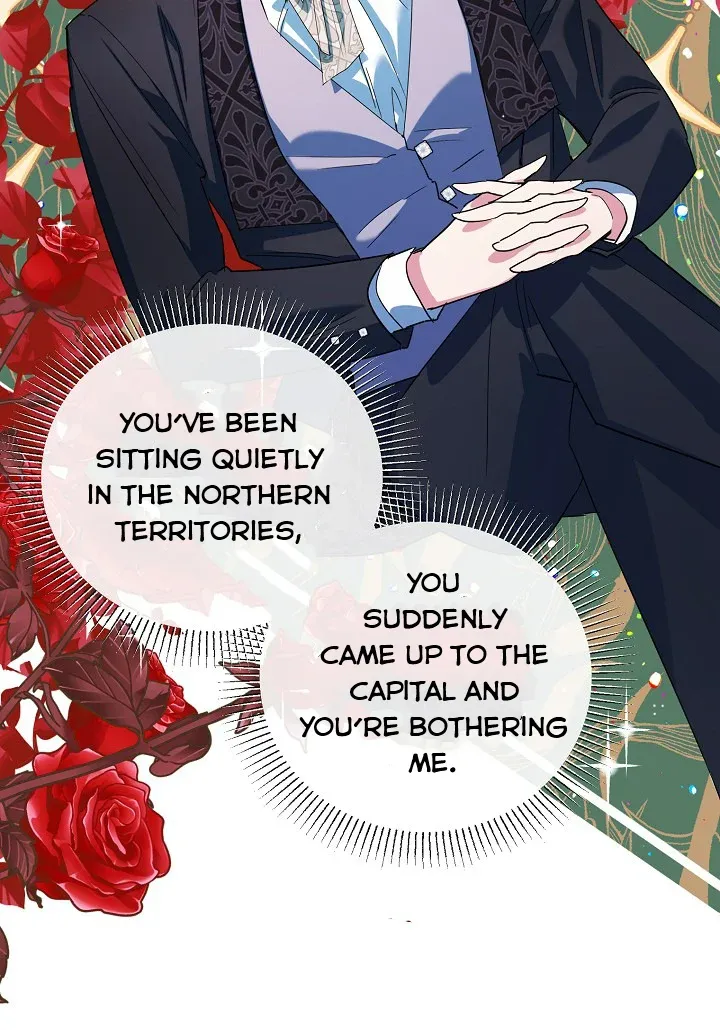 YOU'VE BEEN
SITTING QUIETLY
IN THE NORTHERN
TERRITORIES,
YOU
SUDDENLY
CAME UP TO THE
CAPITAL AND
YOU'RE BOTHERING
ME.